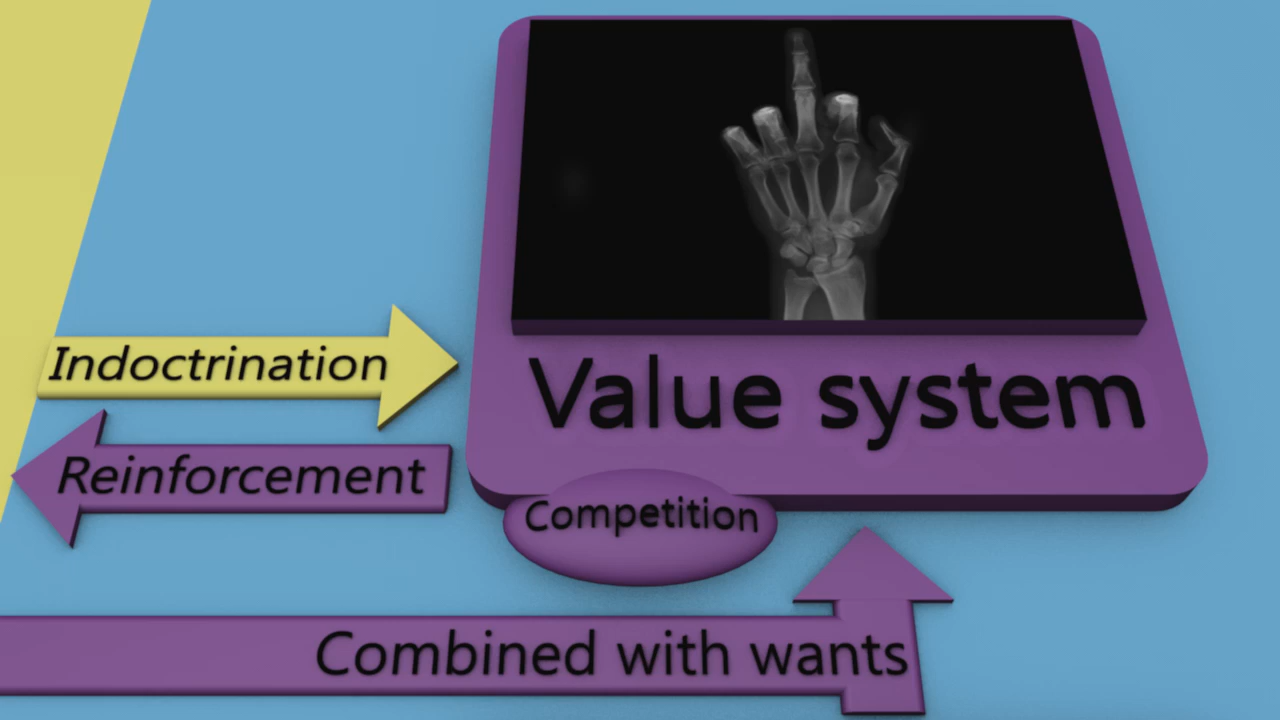 Indoctrination
Value system
Reinforcement
Competition
Combined with wants